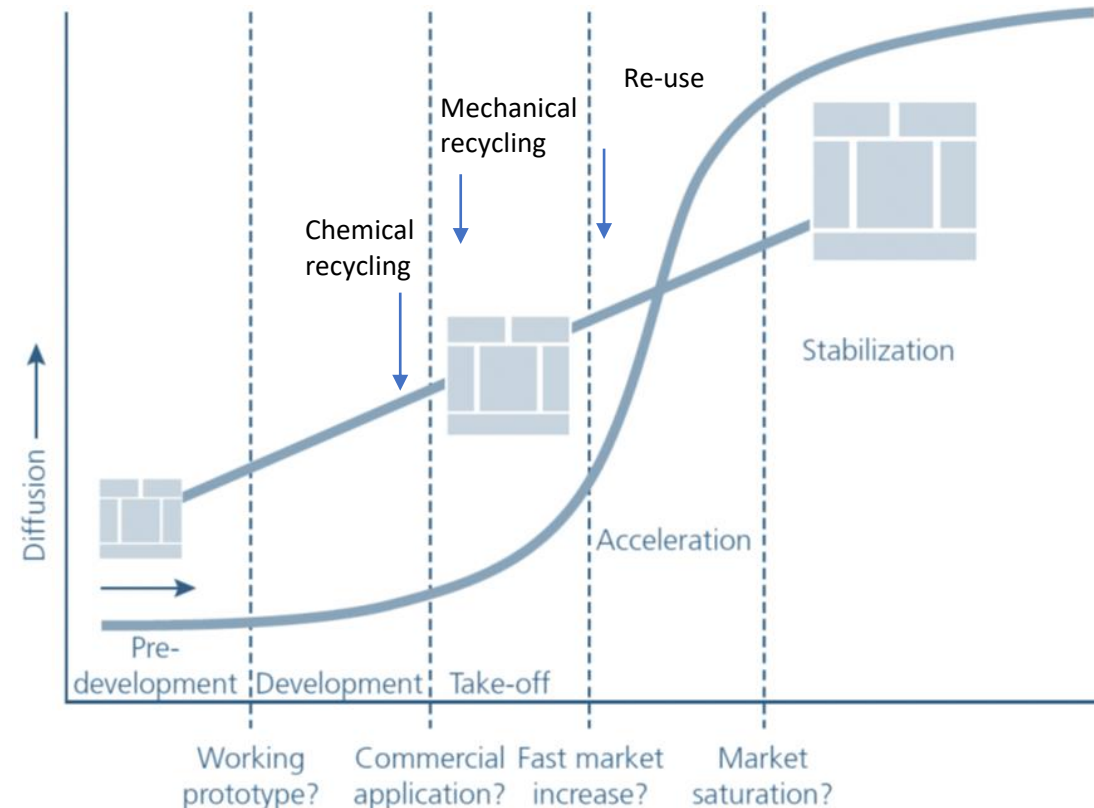 Re-use
Mechanical
recycling
Chemical
recycling
Stabilization
Diffusion
Acceleration
Pre-
development
Development
Take-off
Working
prototype?
Commercial
application?
Fast market
increase?
Market
saturation?